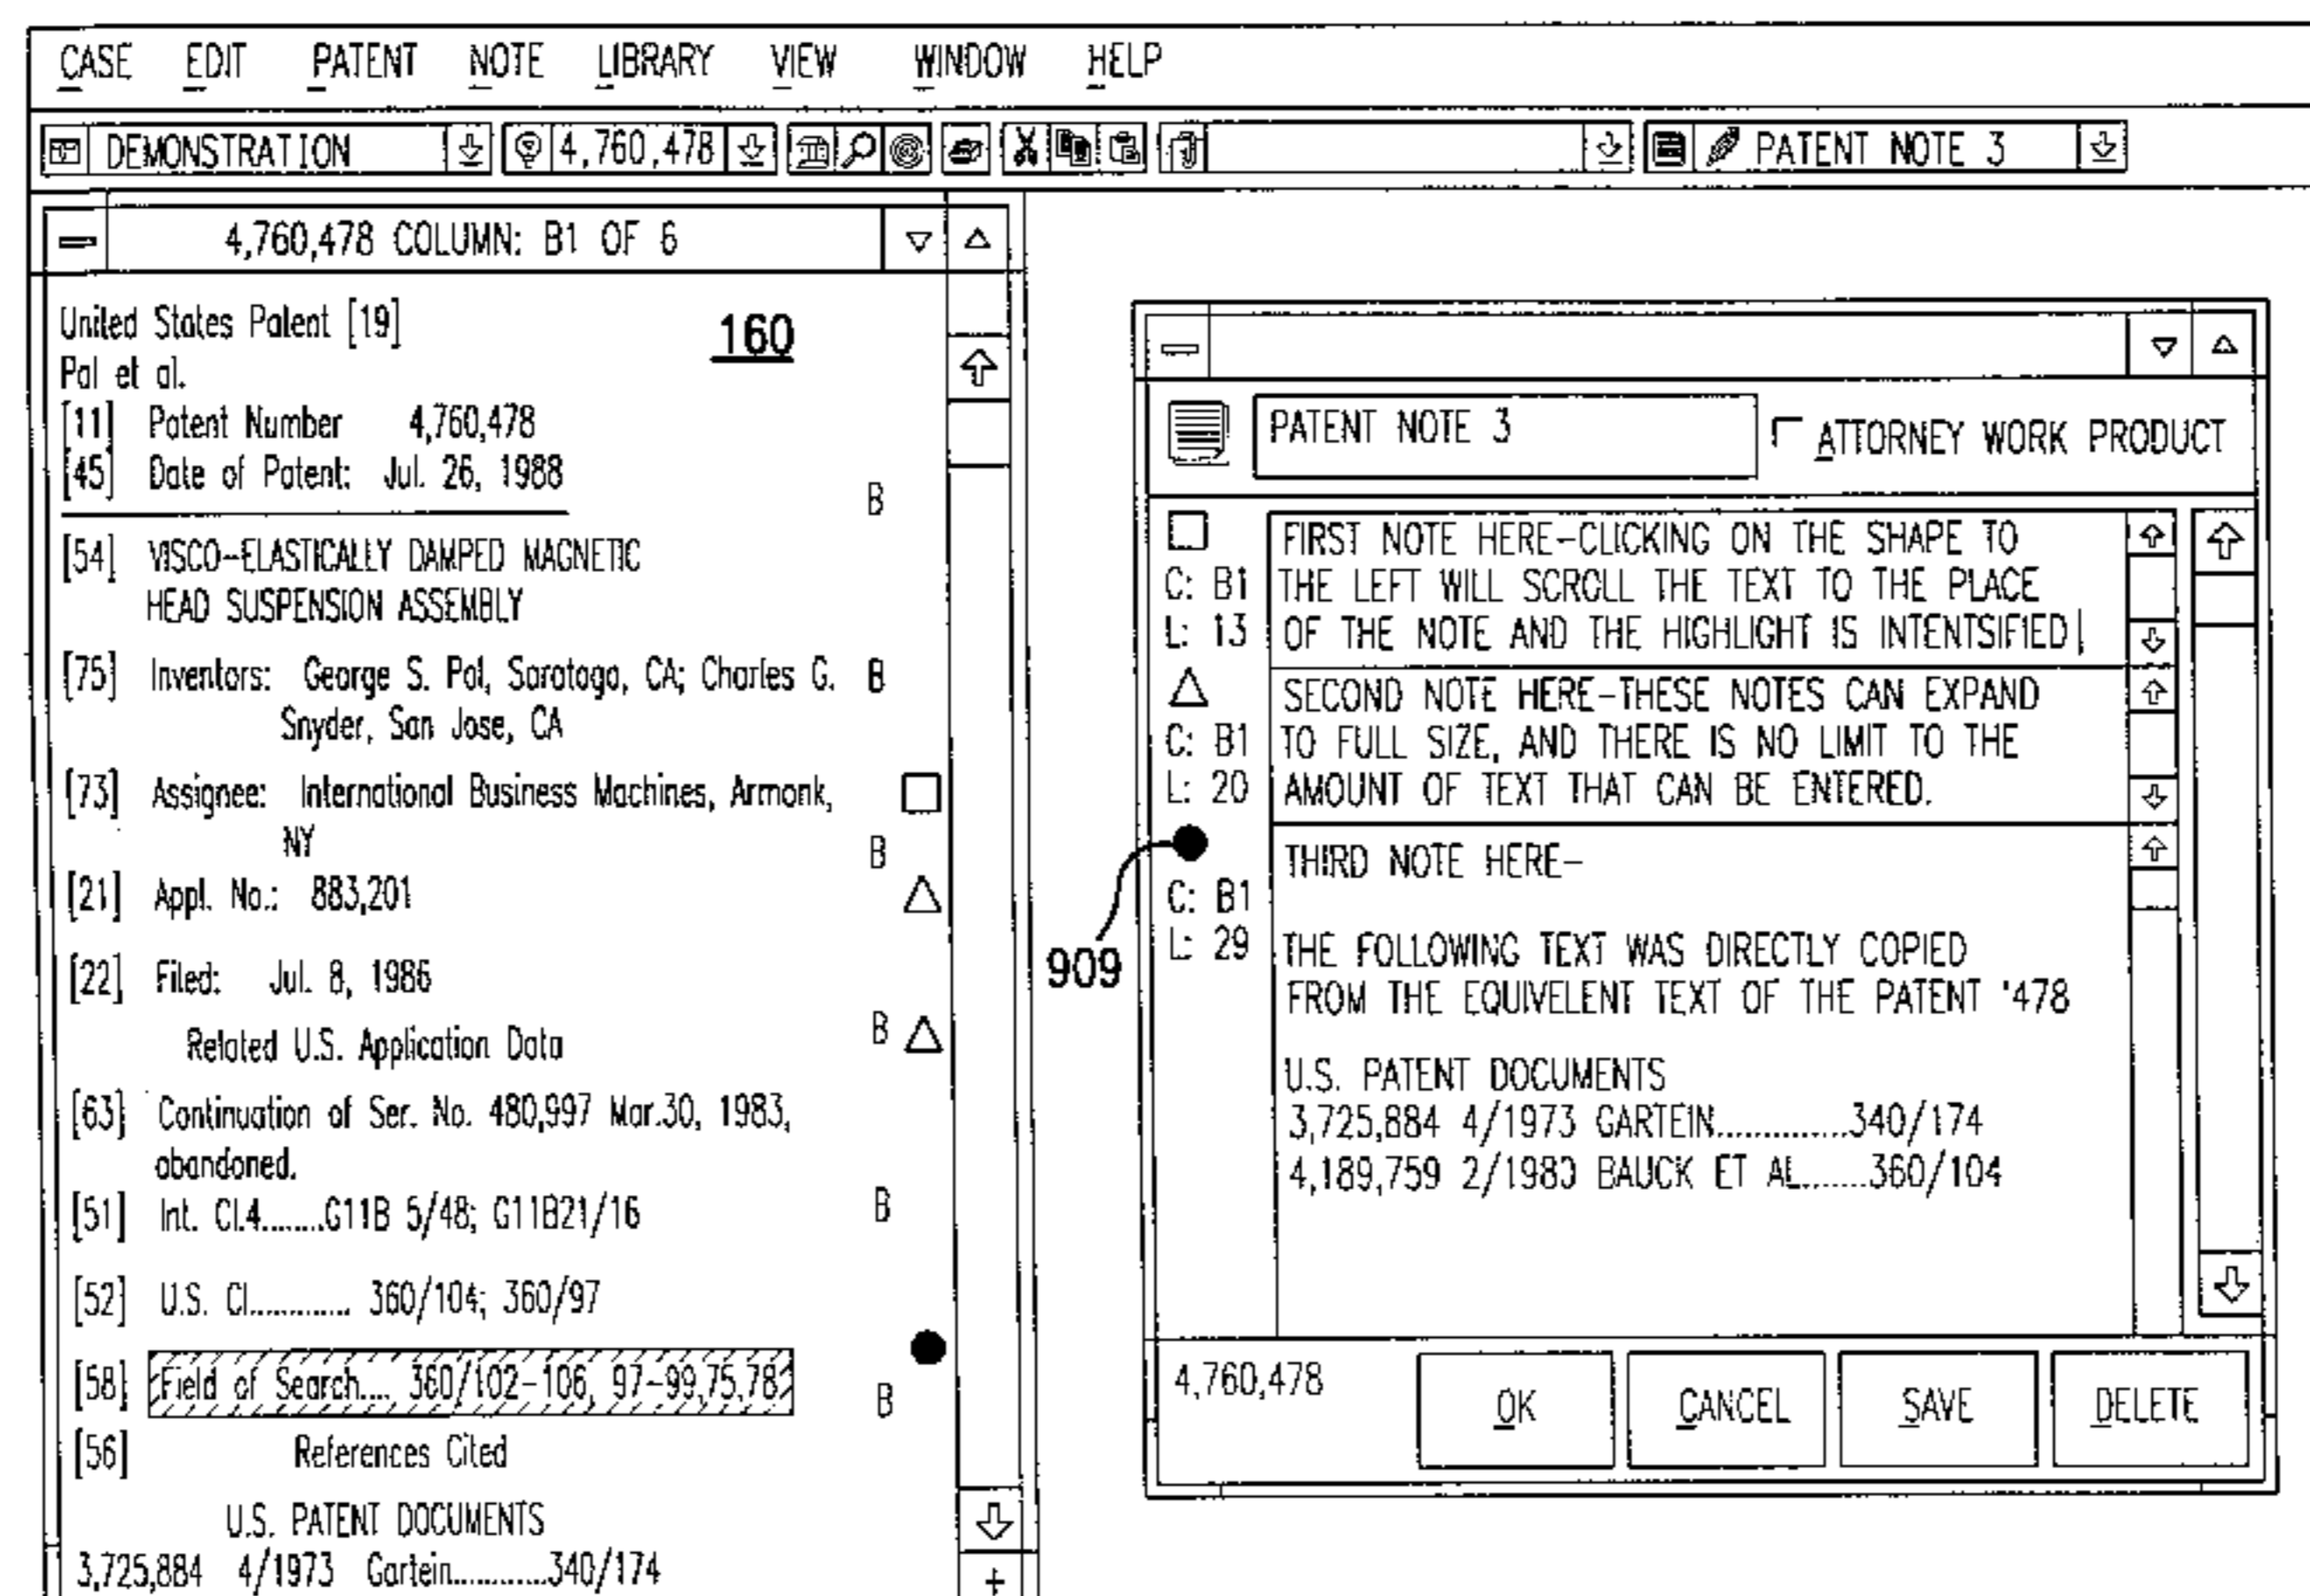 CASE EDIT PATENT NOTE LIBRARY VIEW WINDOW HELP
DEMONSTRATION 4,760,478 PATENT NOTE 3
4,760,478 COLUMN: B1 OF 6
United States Patent [19]
160
Pal et al.
[11] Patent Number 4,760,478
[45] Date of Patent: Jul. 26, 1988
B
[54] VISCO-ELASTICALLY DAMPED MAGNETIC
HEAD SUSPENSION ASSEMBLY
[75] Inventors: George S. Pal, Saratoga, CA; Charles G. B
Snyder, San Jose, CA
[73] Assignee: International Business Machines, Armonk,
NY
B
[21] Appl. No.: 883,201
[22] Filed: Jul. 8, 1986
Related U.S. Application Data B
[63] Continuation of Ser. No. 480,997 Mar.30, 1983,
abandoned.
[51] Int. Cl.4........G11B 5/48; G11B21/16 B
[52] U.S. Cl............. 360/104; 360/97
[58] Field of Search.... 360/102-106, 97-99,75,78 B
[56] References Cited
U.S. PATENT DOCUMENTS
3,725,884 4/1973 Gartein.............340/174
+
PATENT NOTE 3 ATTORNEY WORK PRODUCT
FIRST NOTE HERE-CLICKING ON THE SHAPE TO
C: B1 THE LEFT WILL SCROLL THE TEXT TO THE PLACE
L: 13 OF THE NOTE AND THE HIGHLIGHT IS INTENTSIFIED
SECOND NOTE HERE-THESE NOTES CAN EXPAND
C: B1 TO FULL SIZE, AND THERE IS NO LIMIT TO THE
L: 20 AMOUNT OF TEXT THAT CAN BE ENTERED.
THIRD NOTE HERE-
C: B1
L: 29 THE FOLLOWING TEXT WAS DIRECTLY COPIED
909
FROM THE EQUIVELENT TEXT OF THE PATENT '478
U.S. PATENT DOCUMENTS
3,725,884 4/1973 GARTEIN..............340/174
4,189,759 2/1980 BAUCK ET AL.......360/104
4,760,478 OK CANCEL SAVE DELETE